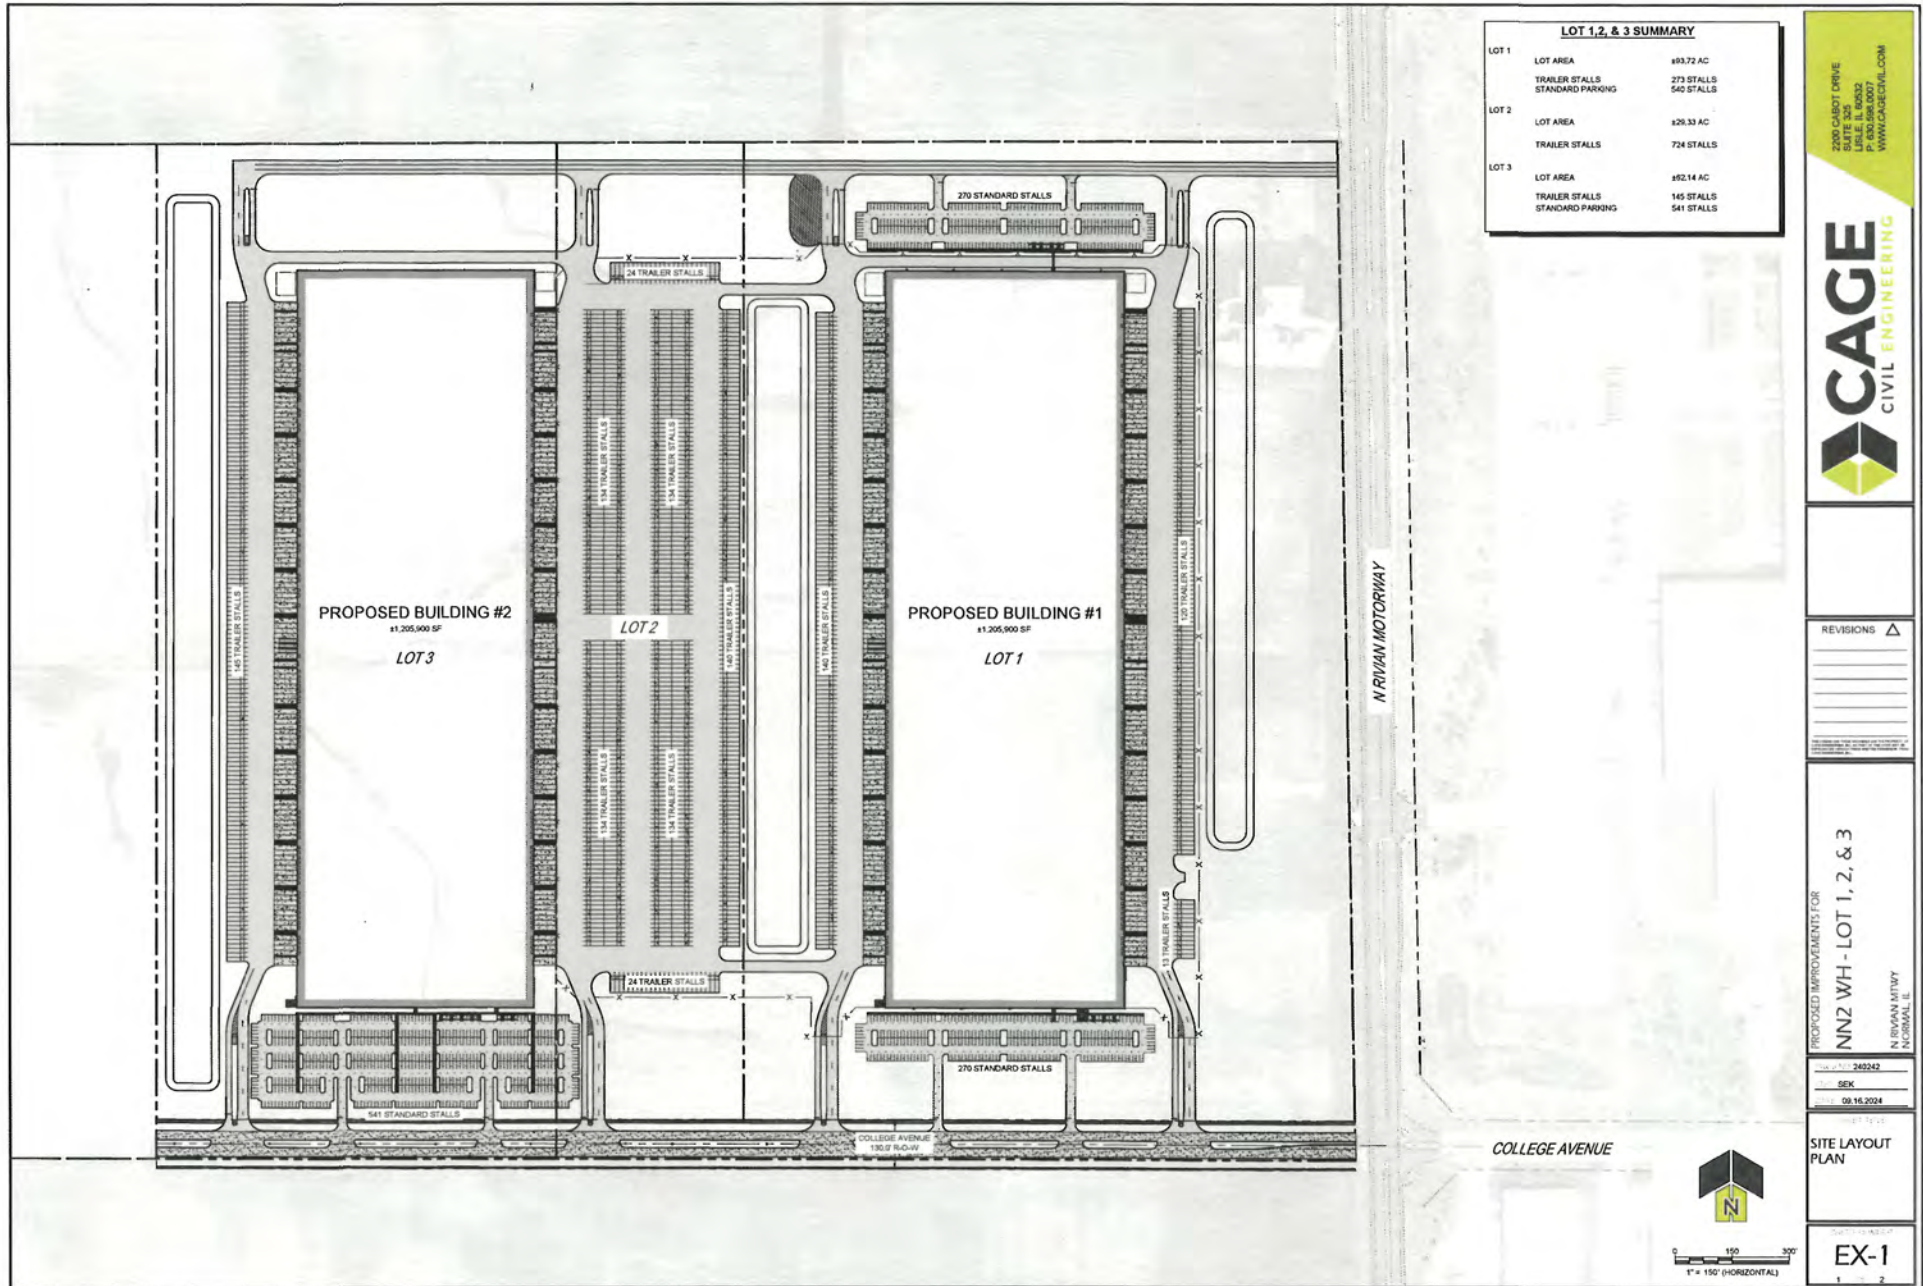 LOT 1,2, & 3 SUMMARY
LOT 1
LOT AREA ±93.72 AC
TRAILER STALLS 273 STALLS
STANDARD PARKING 540 STALLS
LOT 2
LOT AREA ±29.33 AC
TRAILER STALLS 724 STALLS
LOT 3
LOT AREA ±62.14 AC
TRAILER STALLS 145 STALLS
STANDARD PARKING 541 STALLS
270 STANDARD STALLS
24 TRAILER STALLS
134 TRAILER STALLS
134 TRAILER STALLS
145 TRAILER STALLS
PROPOSED BUILDING #2
±1,205,900 SF
LOT 3
LOT 2
140 TRAILER STALLS
140 TRAILER STALLS
PROPOSED BUILDING #1
±1,205,900 SF
LOT 1
120 TRAILER STALLS
N RIVIAN MOTORWAY
134 TRAILER STALLS
134 TRAILER STALLS
13 TRAILER STALLS
24 TRAILER STALLS
270 STANDARD STALLS
541 STANDARD STALLS
COLLEGE AVENUE
130.0' R-O-W
COLLEGE AVENUE
N
0 150 300'
1" = 150' (HORIZONTAL)
2200 CABOT DRIVE
SUITE 325
LISLE, IL 60532
P: 630.598.0007
WWW.CAGECIVIL.COM
CAGE
CIVIL ENGINEERING
REVISIONS
PROPOSED IMPROVEMENTS FOR
NN2 WH - LOT 1, 2, & 3
N RIVIAN MTWY
NORMAL, IL
240242
SEK
09.16.2024
SITE LAYOUT
PLAN
EX-1
1 2